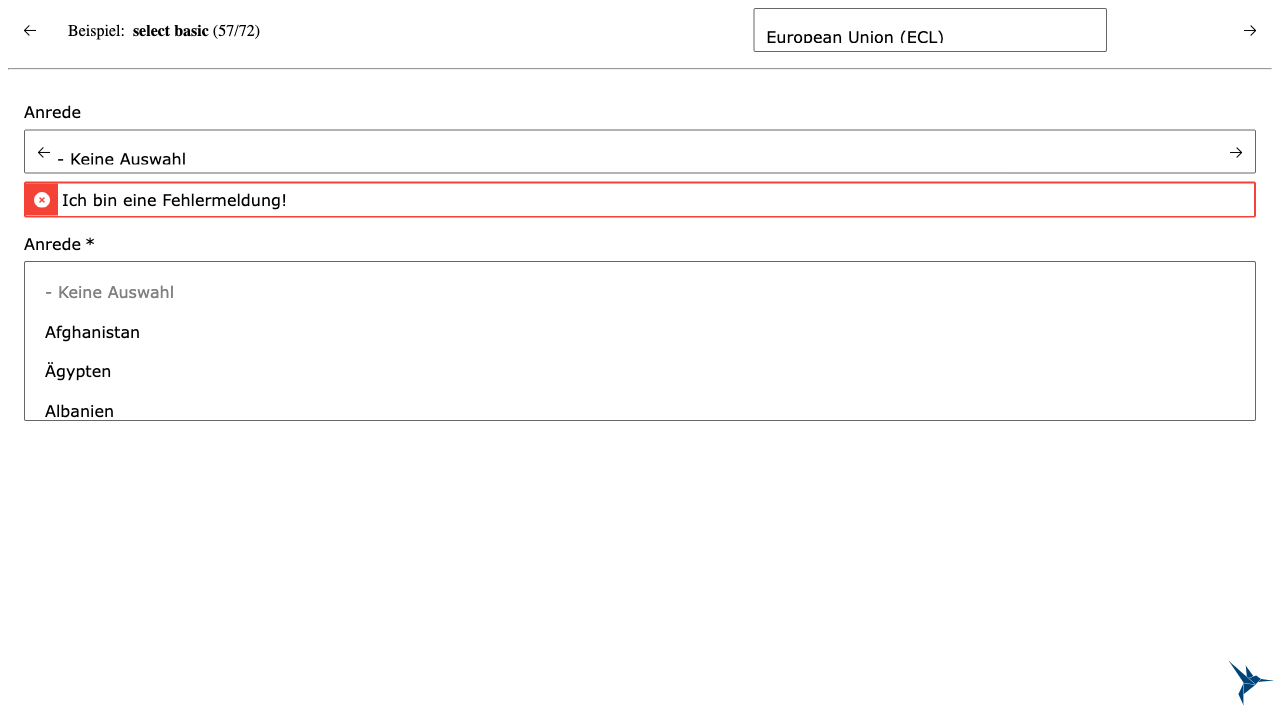 Beispiel: select basic (57/72)
European Union (ECL)
Anrede
- Keine Auswahl
Ich bin eine Fehlermeldung!
Anrede *
- Keine Auswahl
Afghanistan
Ägypten
Albanien